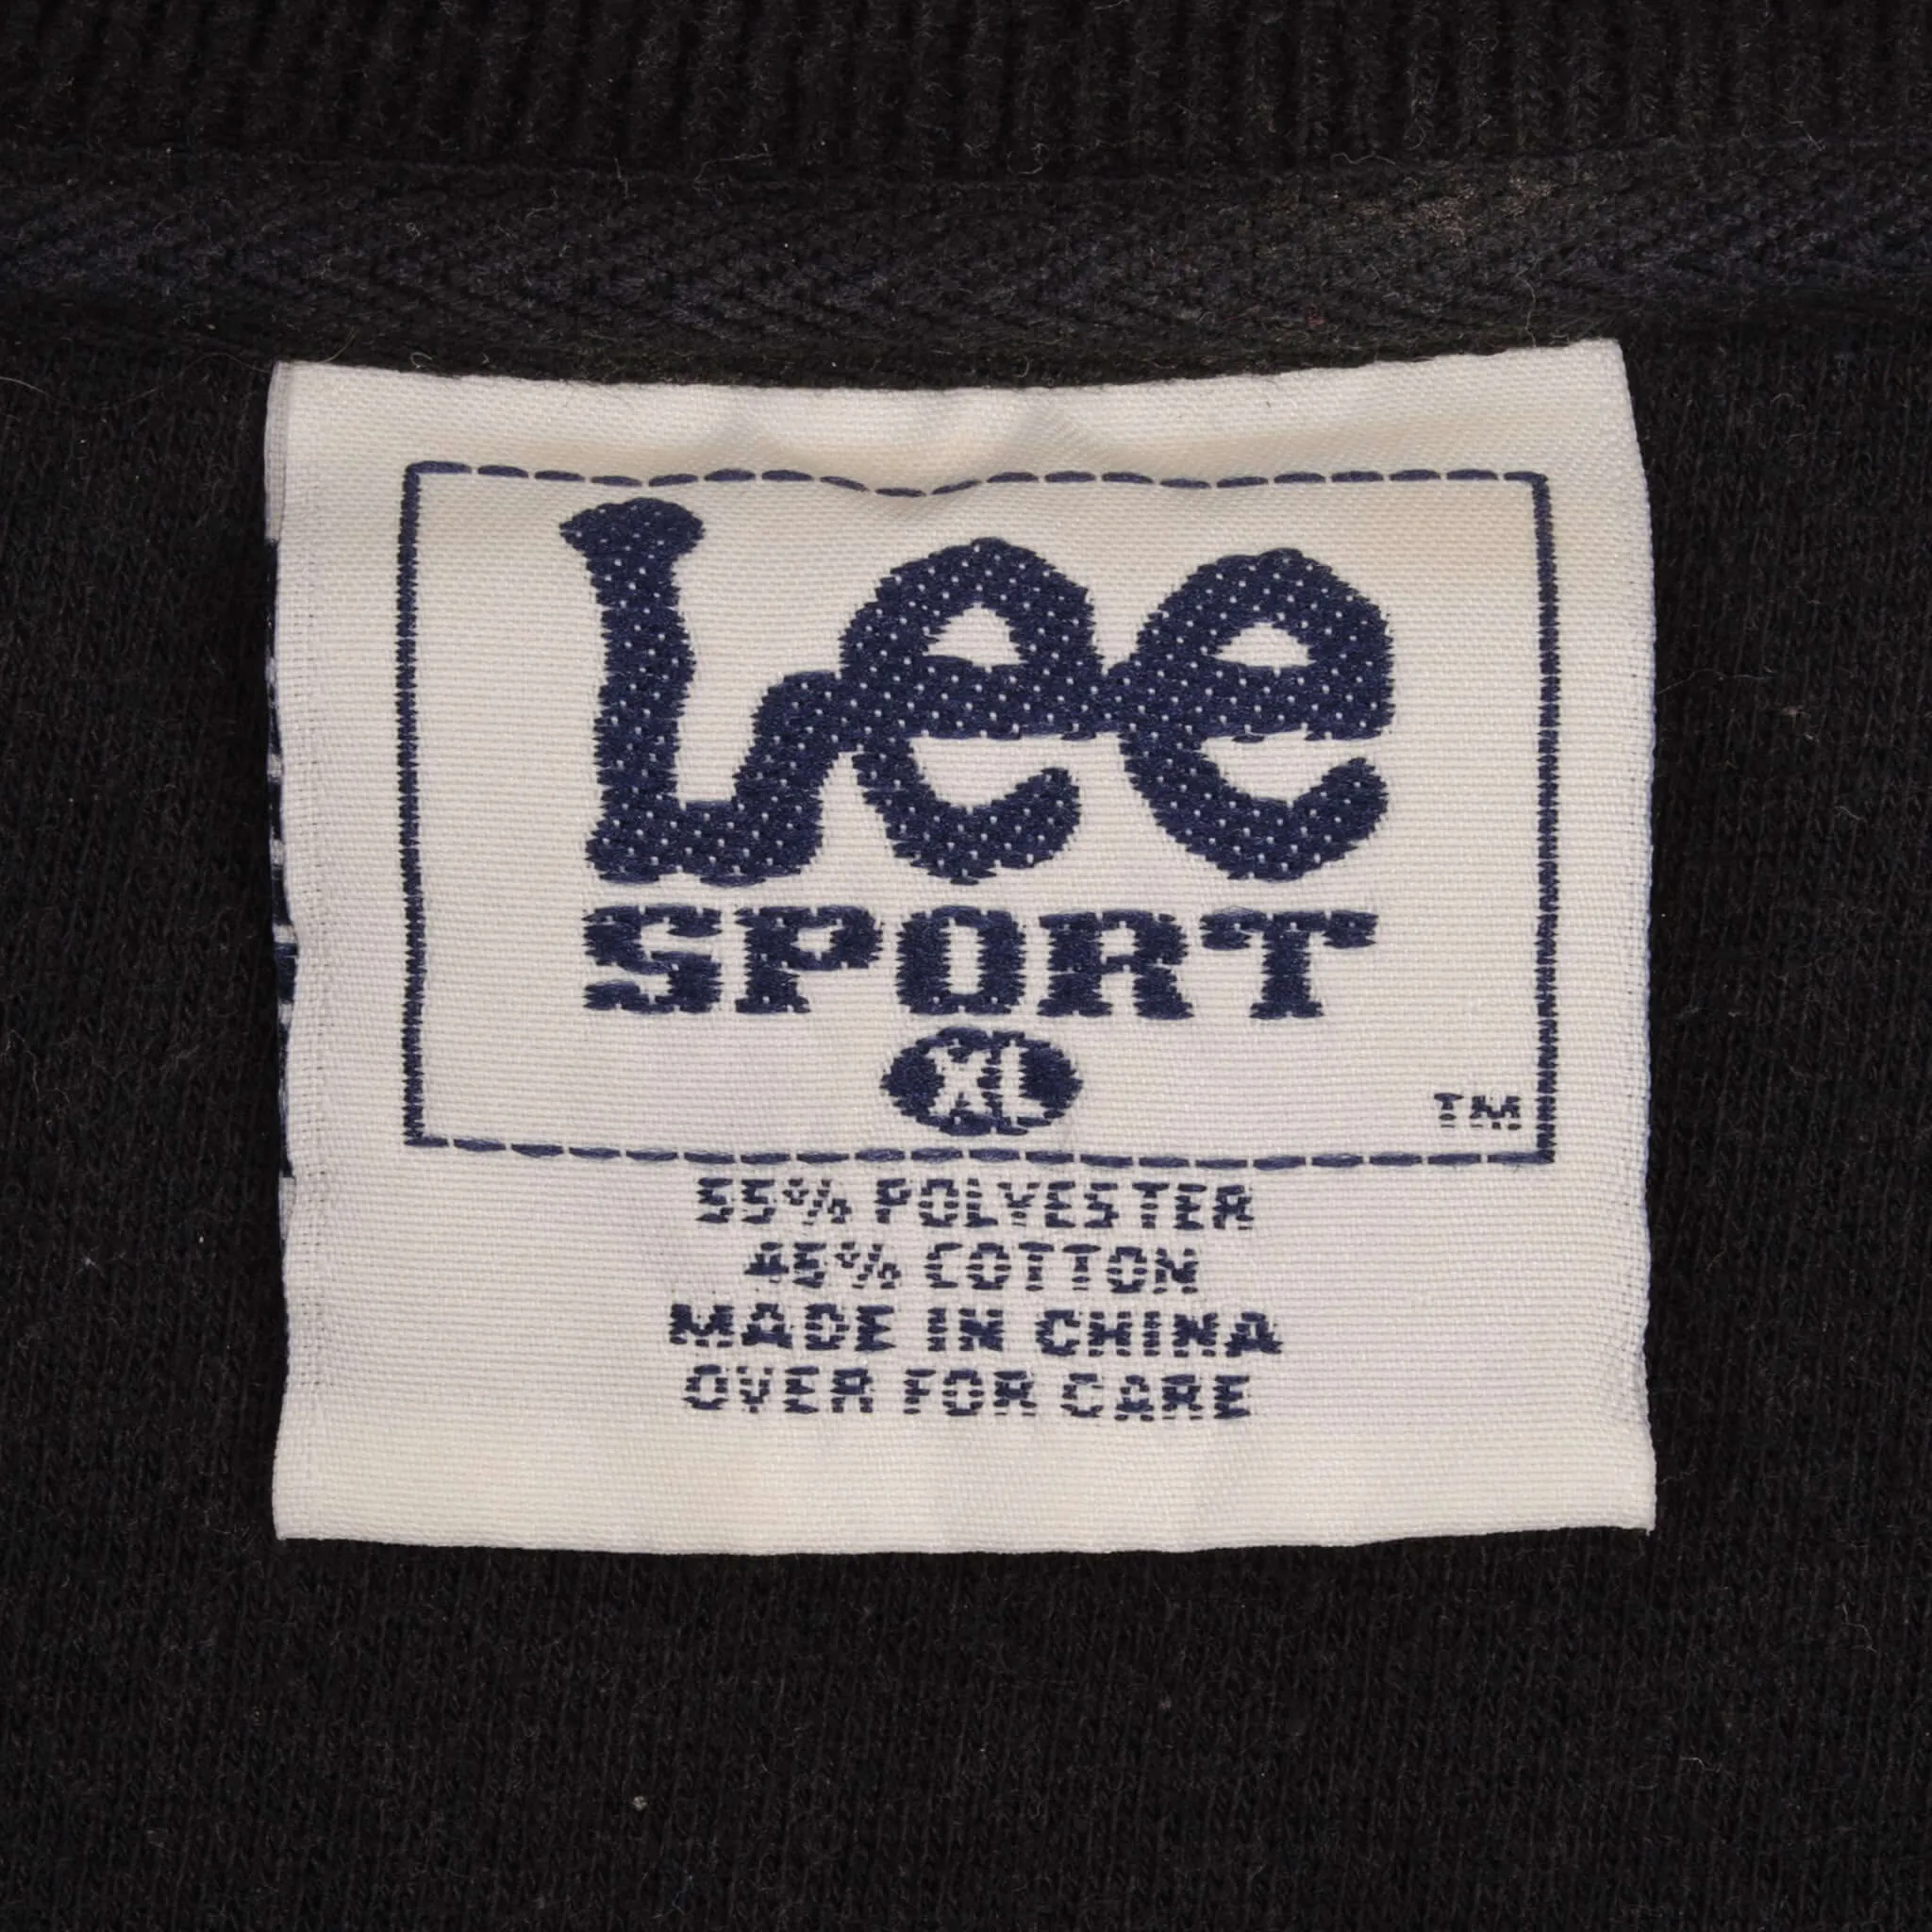 Lee
SPORT
XL
TM
55% POLYESTER
45% COTTON
MADE IN CHINA
OVER FOR CARE